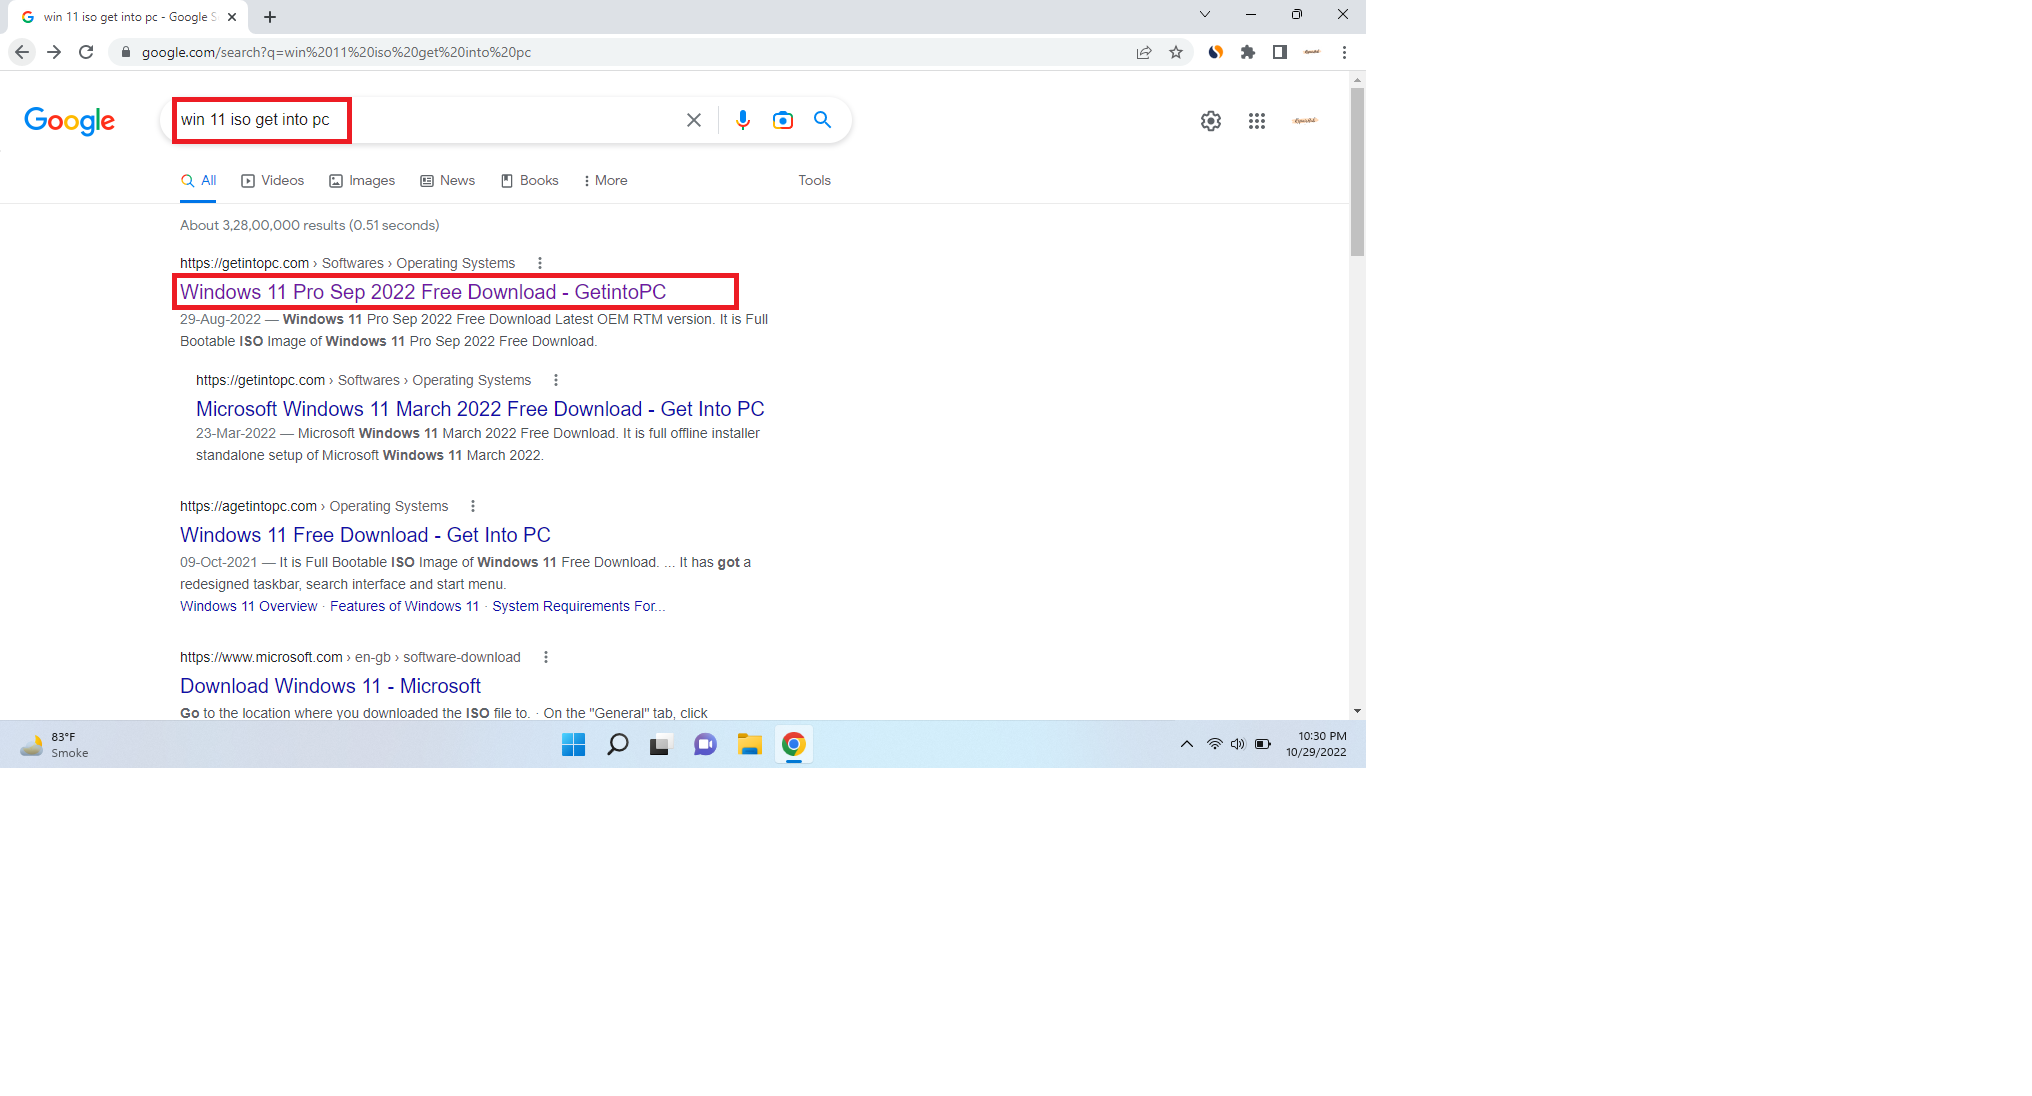 win 11 iso get into pc - Google S
google.com/search?q=win%2011%20iso%20get%20into%20pc
Google
win 11 iso get into pc
All Videos Images News Books More Tools
About 3,28,00,000 results (0.51 seconds)
https://getintopc.com › Softwares › Operating Systems
Windows 11 Pro Sep 2022 Free Download - GetintoPC
29-Aug-2022 — Windows 11 Pro Sep 2022 Free Download Latest OEM RTM version. It is Full
Bootable ISO Image of Windows 11 Pro Sep 2022 Free Download.
https://getintopc.com › Softwares › Operating Systems
Microsoft Windows 11 March 2022 Free Download - Get Into PC
23-Mar-2022 — Microsoft Windows 11 March 2022 Free Download. It is full offline installer
standalone setup of Microsoft Windows 11 March 2022.
https://agetintopc.com › Operating Systems
Windows 11 Free Download - Get Into PC
09-Oct-2021 — It is Full Bootable ISO Image of Windows 11 Free Download. ... It has got a
redesigned taskbar, search interface and start menu.
Windows 11 Overview · Features of Windows 11 · System Requirements For...
https://www.microsoft.com › en-gb › software-download
Download Windows 11 - Microsoft
Go to the location where you downloaded the ISO file to. · On the "General" tab, click
83°F
Smoke
10:30 PM
10/29/2022